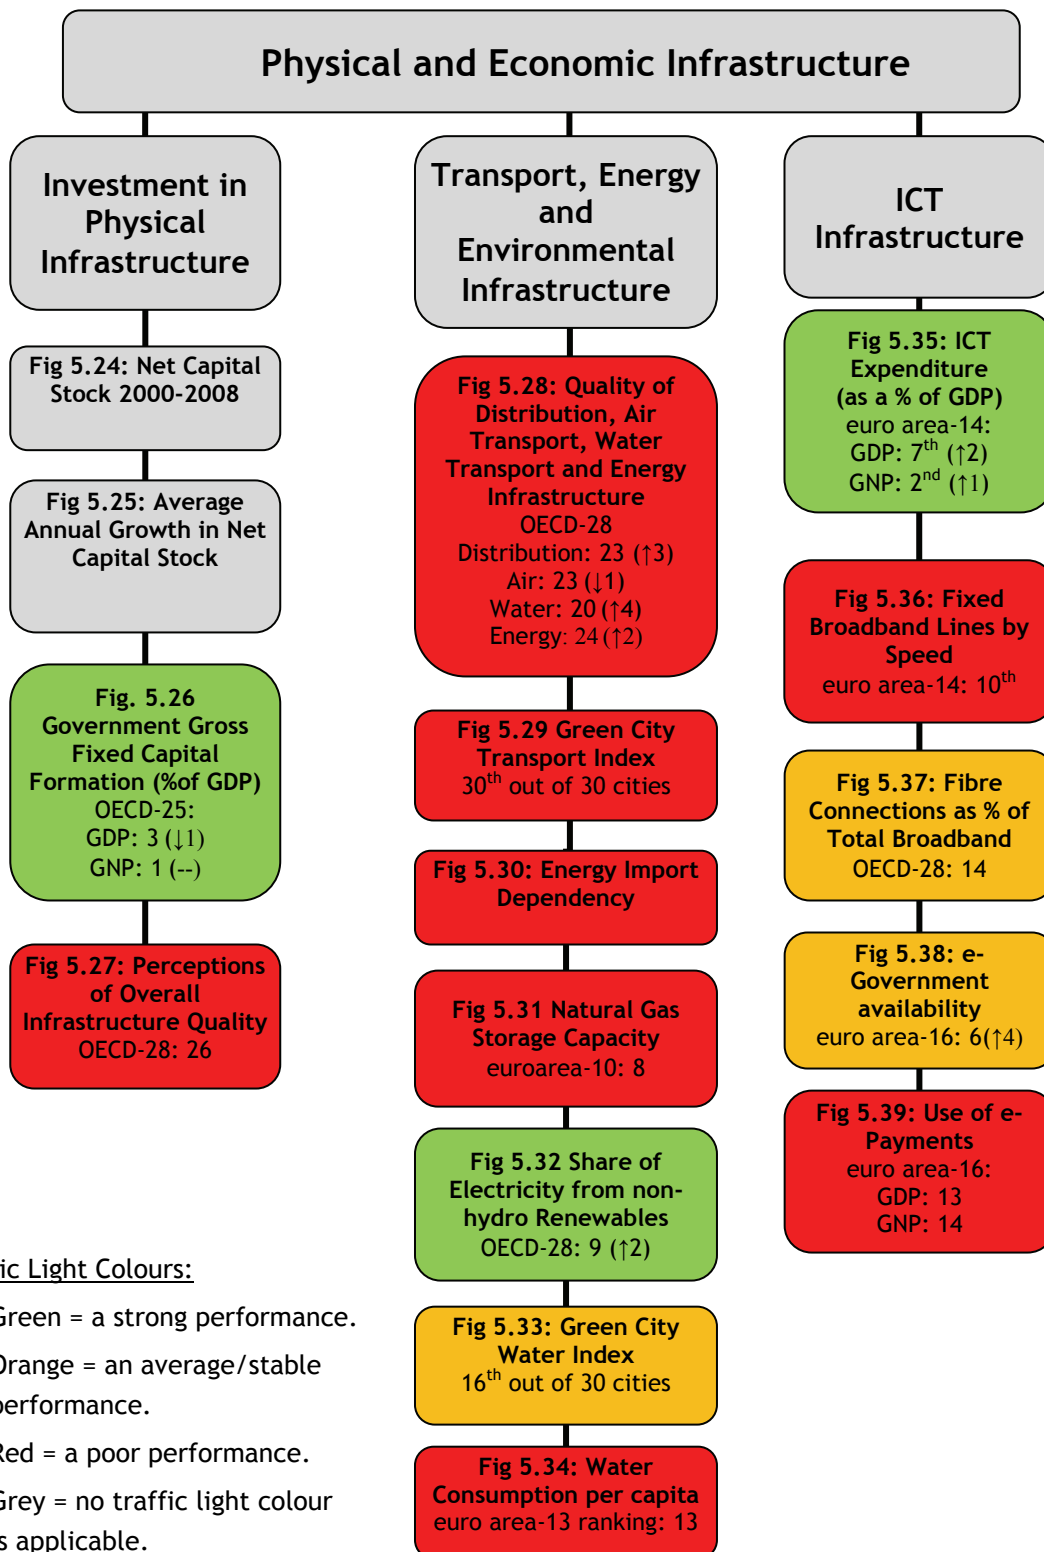 Physical and Economic Infrastructure
Investment in
Physical
Infrastructure
Fig 5.24: Net Capital
Stock 2000-2008
Fig 5.25: Average
Annual Growth in Net
Capital Stock
Fig. 5.26
Government Gross
Fixed Capital
Formation (%of GDP)
OECD-25:
GDP: 3 (↓1)
GNP: 1 (--)
Fig 5.27: Perceptions
of Overall
Infrastructure Quality
OECD-28: 26
Transport, Energy
and
Environmental
Infrastructure
Fig 5.28: Quality of
Distribution, Air
Transport, Water
Transport and Energy
Infrastructure
OECD-28
Distribution: 23 (↑3)
Air: 23 (↓1)
Water: 20 (↑4)
Energy: 24 (↑2)
Fig 5.29 Green City
Transport Index
30th out of 30 cities
Fig 5.30: Energy Import
Dependency
Fig 5.31 Natural Gas
Storage Capacity
euroarea-10: 8
Fig 5.32 Share of
Electricity from non-
hydro Renewables
OECD-28: 9 (↑2)
Fig 5.33: Green City
Water Index
16th out of 30 cities
Fig 5.34: Water
Consumption per capita
euro area-13 ranking: 13
ICT
Infrastructure
Fig 5.35: ICT
Expenditure
(as a % of GDP)
euro area-14:
GDP: 7th (↑2)
GNP: 2nd (↑1)
Fig 5.36: Fixed
Broadband Lines by
Speed
euro area-14: 10th
Fig 5.37: Fibre
Connections as % of
Total Broadband
OECD-28: 14
Fig 5.38: e-
Government
availability
euro area-16: 6(↑4)
Fig 5.39: Use of e-
Payments
euro area-16:
GDP: 13
GNP: 14
ic Light Colours:
Green = a strong performance.
Orange = an average/stable
performance.
Red = a poor performance.
Grey = no traffic light colour
is applicable.